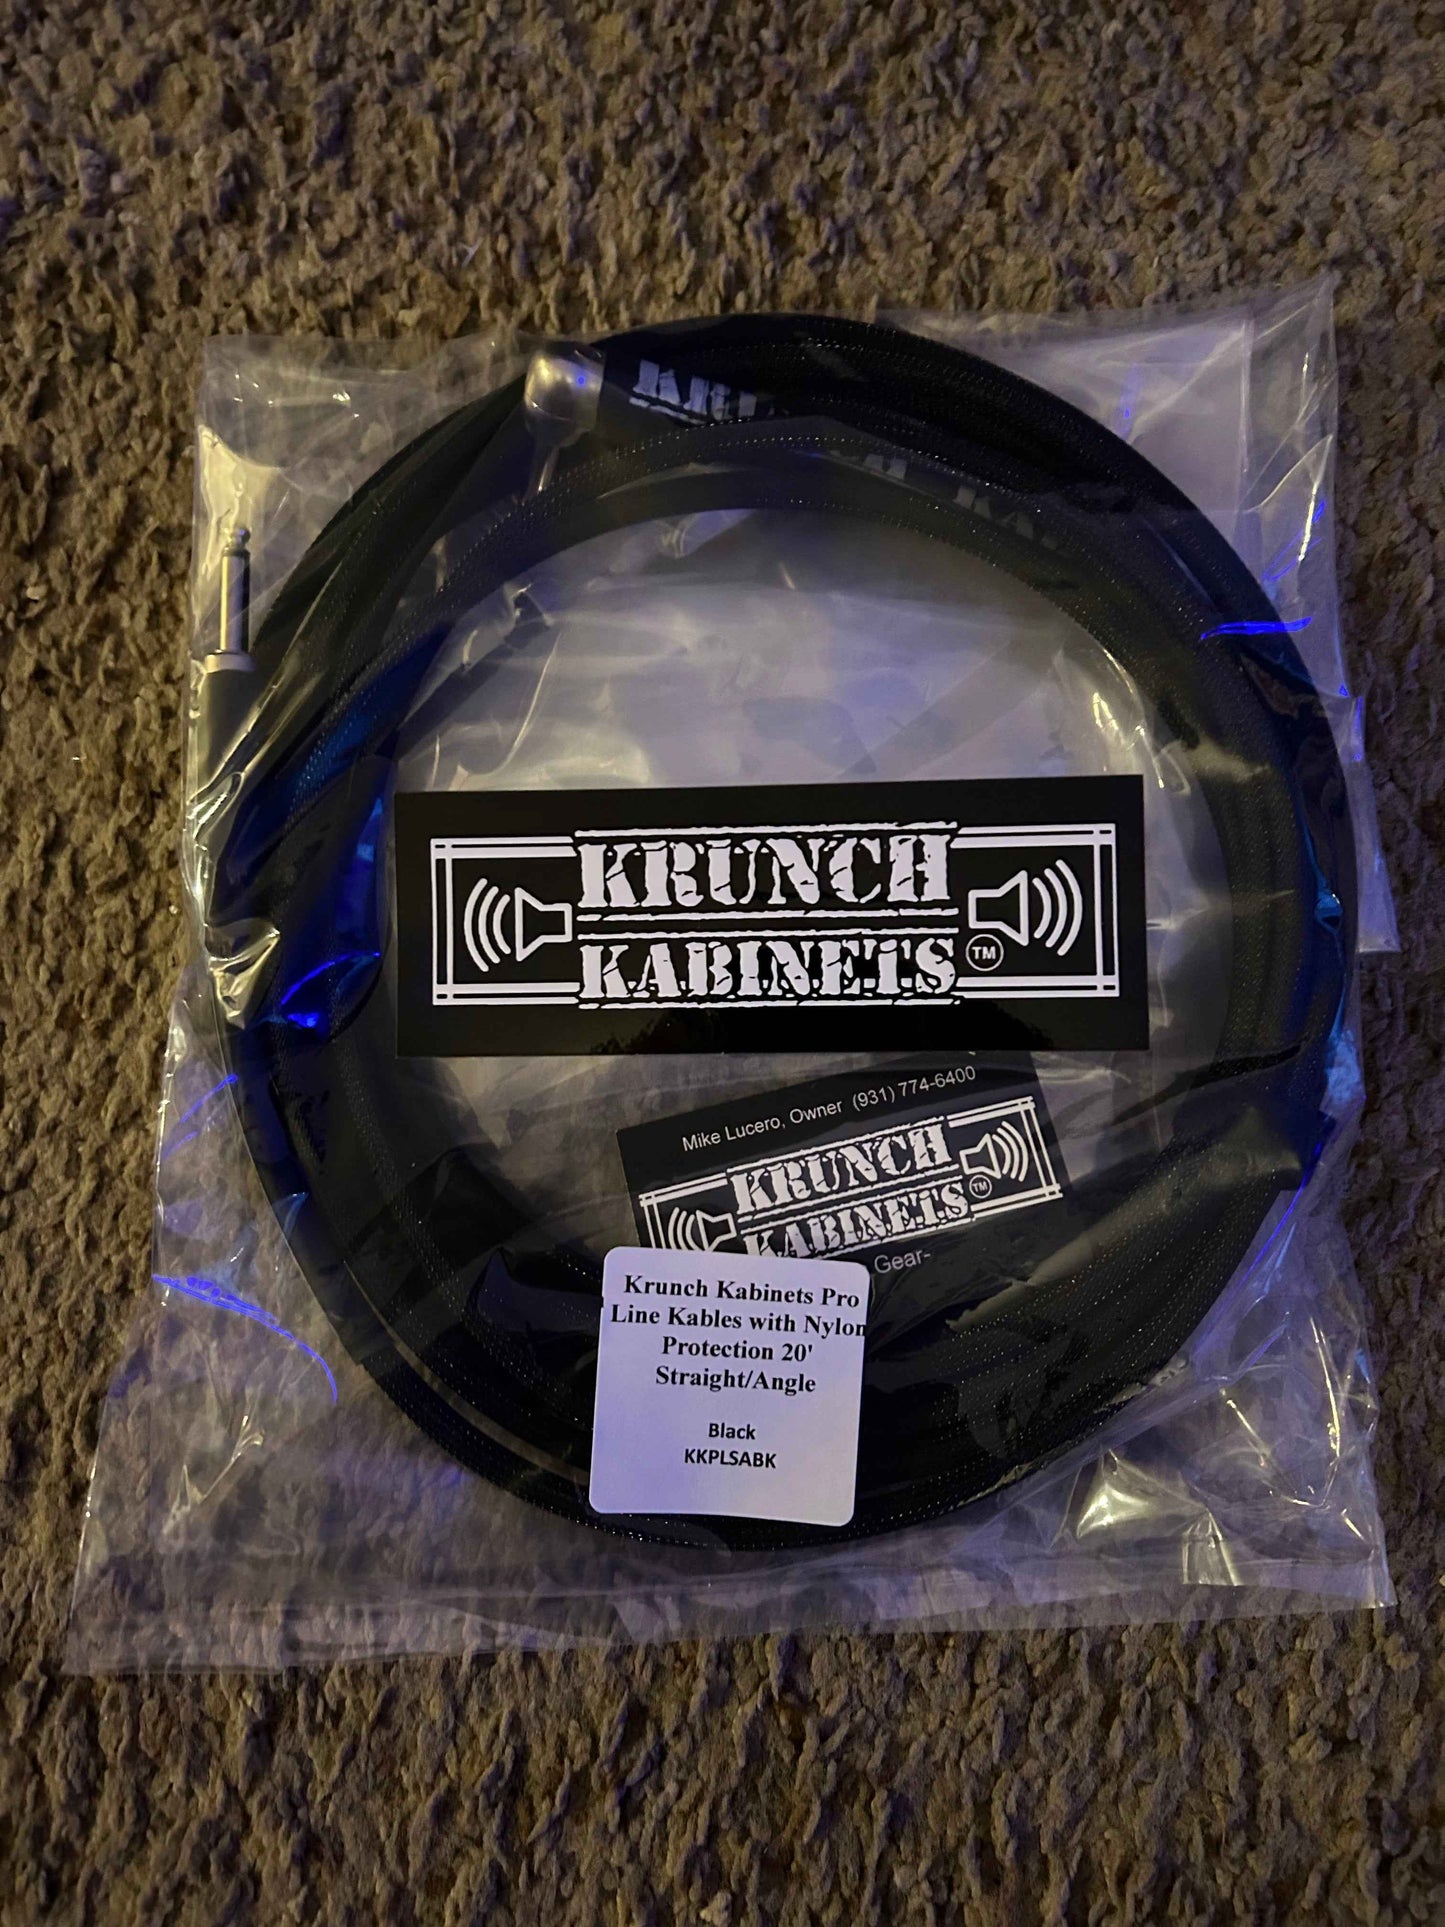 KRUNCH
KABINETS
TM
Mike Lucero, Owner (931) 774-6400
KRUNCH
KABINETS
TM
Gear-
Krunch Kabinets Pro
Line Kables with Nylon
Protection 20'
Straight/Angle
Black
KKPLSABK